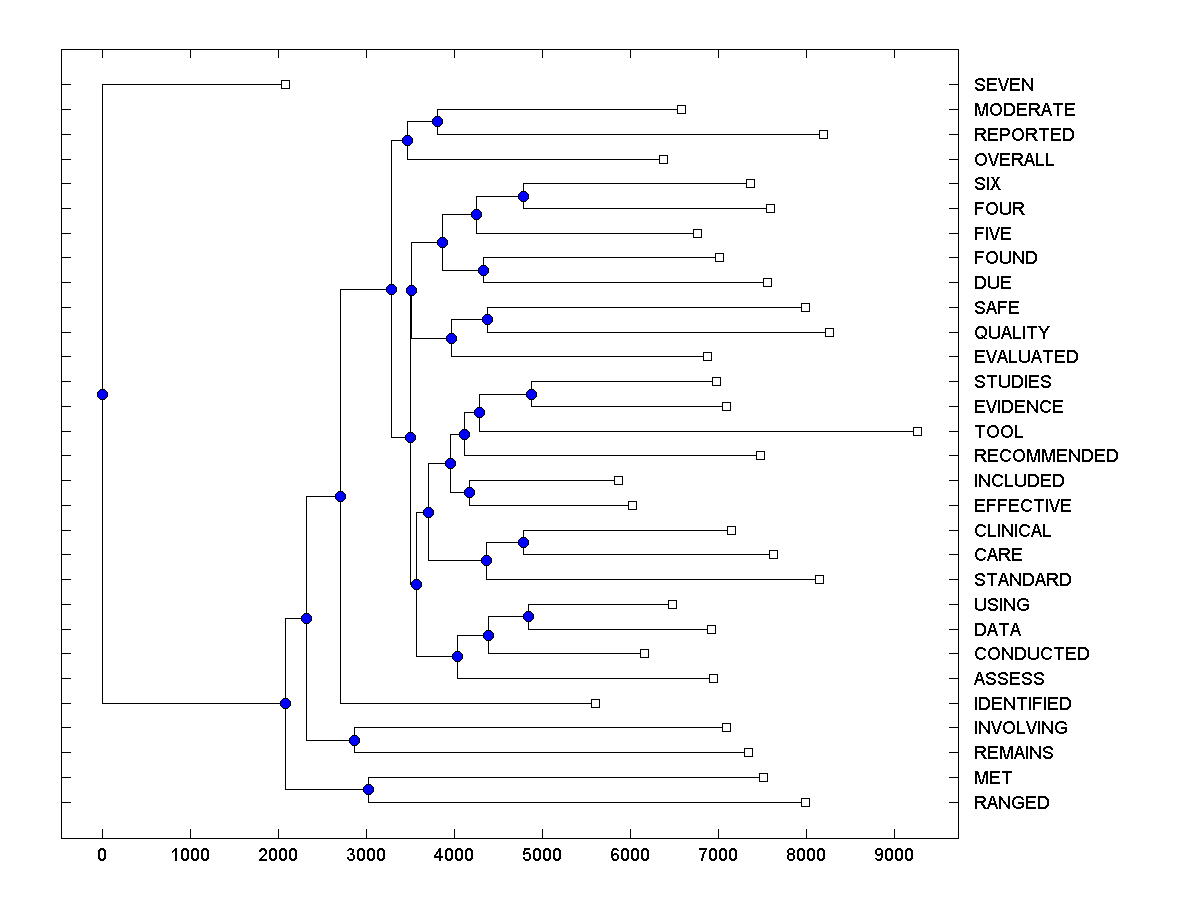 SEVEN
MODERATE
REPORTED
OVERALL
SIX
FOUR
FIVE
FOUND
DUE
SAFE
QUALITY
EVALUATED
STUDIES
EVIDENCE
TOOL
RECOMMENDED
INCLUDED
EFFECTIVE
CLINICAL
CARE
STANDARD
USING
DATA
CONDUCTED
ASSESS
IDENTIFIED
INVOLVING
REMAINS
MET
RANGED
0 1000 2000 3000 4000 5000 6000 7000 8000 9000